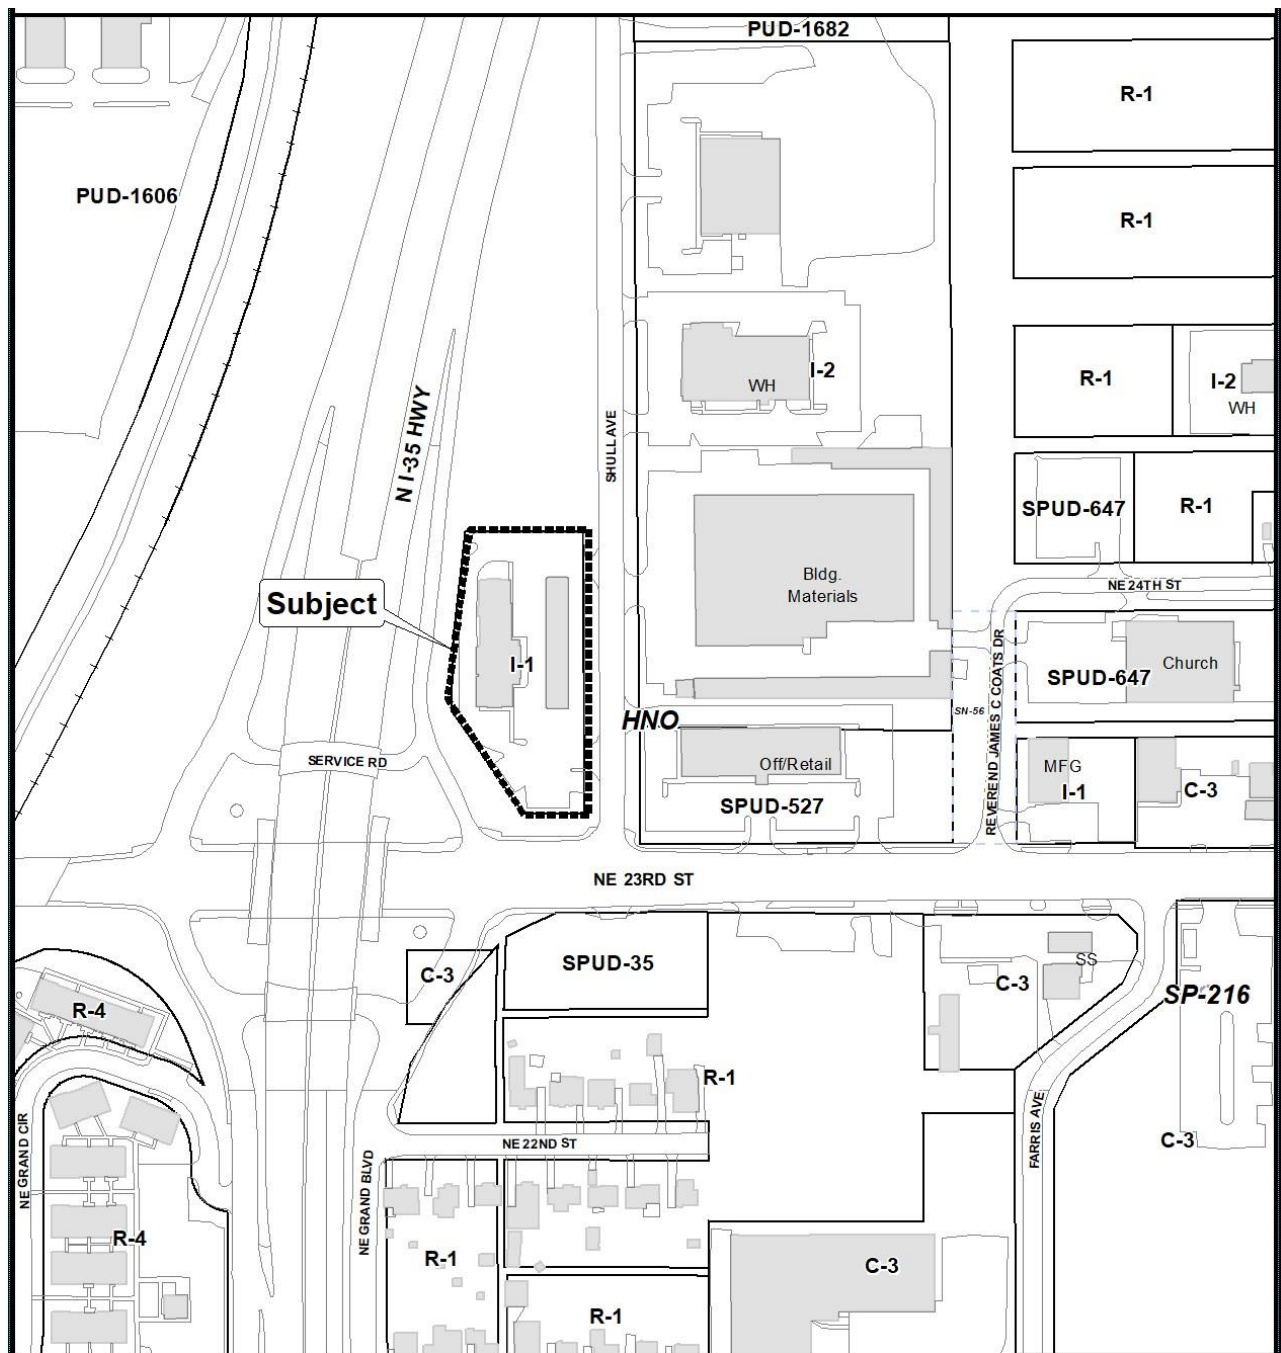 PUD-1682
R-1
PUD-1606
R-1
I-2
WH
R-1
I-2
WH
N I-35 HWY
SHULL AVE
SPUD-647
R-1
Bldg.
Materials
NE 24TH ST
Subject
I-1
REVEREND JAMES C COATS DR
Church
SPUD-647
HNO
SN-56
SERVICE RD
Off/Retail
MFG
I-1
C-3
SPUD-527
NE 23RD ST
SPUD-35
C-3
SS
C-3
SP-216
R-4
R-1
NE GRAND CIR
NE 22ND ST
FARRIS AVE
C-3
NE GRAND BLVD
R-4
R-1
C-3
R-1